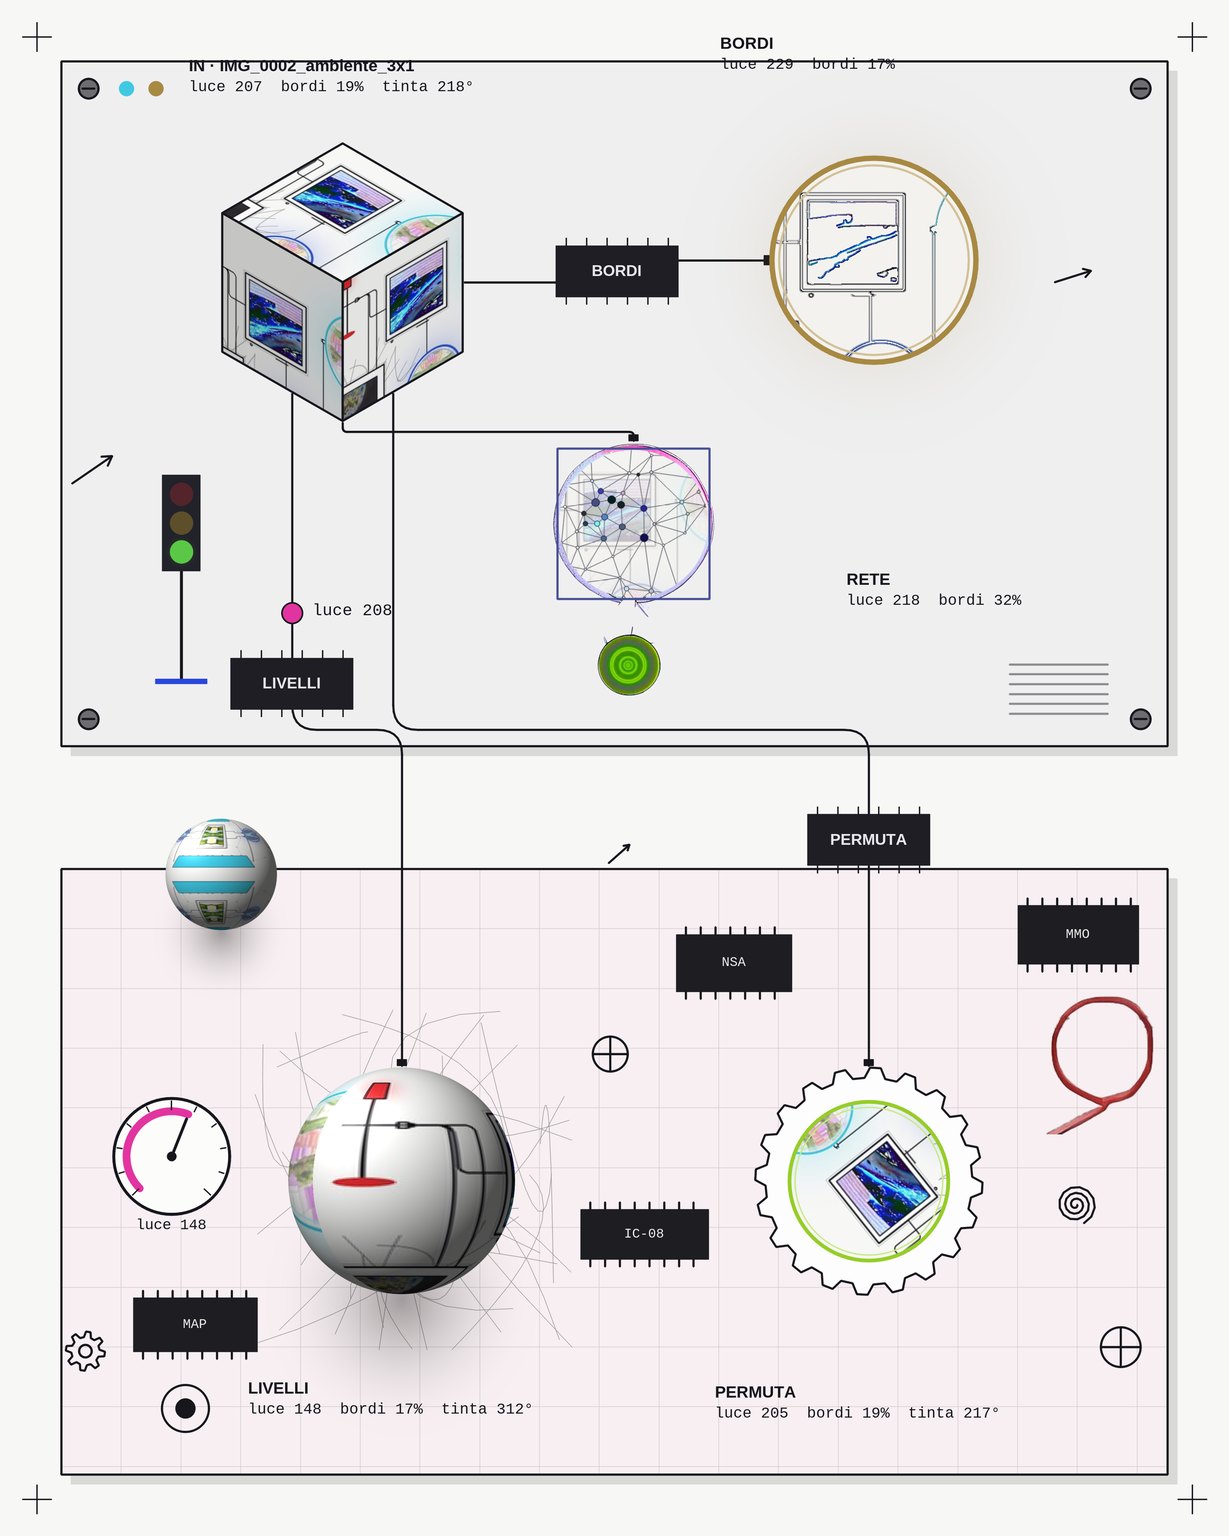 BORDI
luce 229  bordi 17%
IN · IMG_0002_ambiente_3x1
luce 207  bordi 19%  tinta 218°
BORDI
RETE
luce 218  bordi 32%
luce 208
LIVELLI
PERMUTA
MMO
NSA
luce 148
IC-08
MAP
LIVELLI
luce 148  bordi 17%  tinta 312°
PERMUTA
luce 205  bordi 19%  tinta 217°